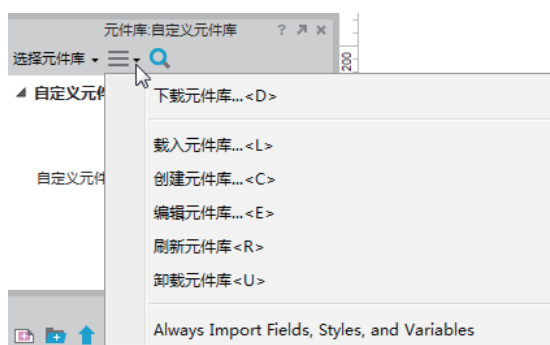 元件库:自定义元件库 ? ×
选择元件库
200
自定义元件
下载元件库...<D>
载入元件库...<L>
创建元件库...<C>
自定义元件
编辑元件库...<E>
刷新元件库<R>
卸载元件库<U>
Always Import Fields, Styles, and Variables